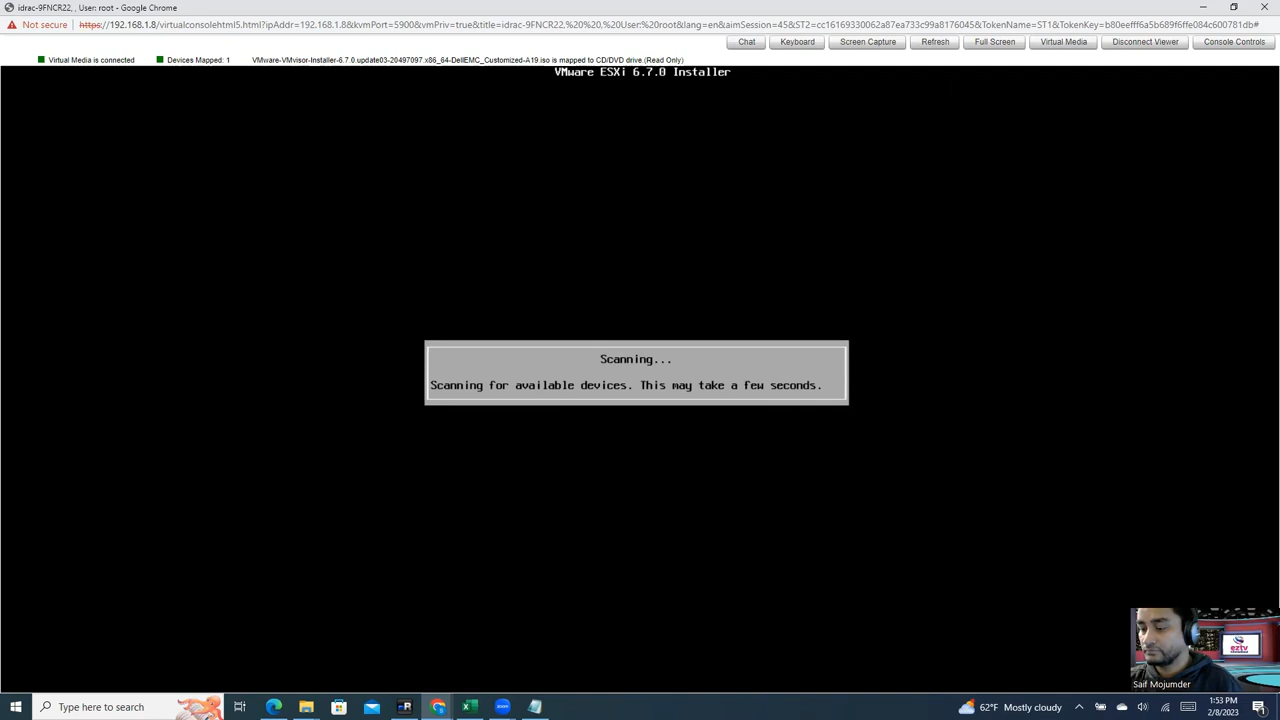 idrac-9FNCR22, , User: root - Google Chrome
Not secure https://192.168.1.8/virtualconsolehtml5.html?ipAddr=192.168.1.8&kvmPort=5900&vmPriv=true&title=idrac-9FNCR22,%20%20,%20User:%20root&lang=en&aimSession=45&ST2=cc16169330062a87ea733c99a8176045&TokenName=ST1&TokenKey=b80eefff6a5b689f6ffe084c600781db#
Chat Keyboard Screen Capture Refresh Full Screen Virtual Media Disconnect Viewer Console Controls
Virtual Media is connected Devices Mapped: 1 VMware-VMvisor-Installer-6.7.0.update03-20497097.x86_64-DellEMC_Customized-A19.iso is mapped to CD/DVD drive.(Read Only)
VMware ESXi 6.7.0 Installer
Scanning...
Scanning for available devices. This may take a few seconds.
eztv
Saif Mojumder
Type here to search
62°F Mostly cloudy
1:53 PM
2/8/2023